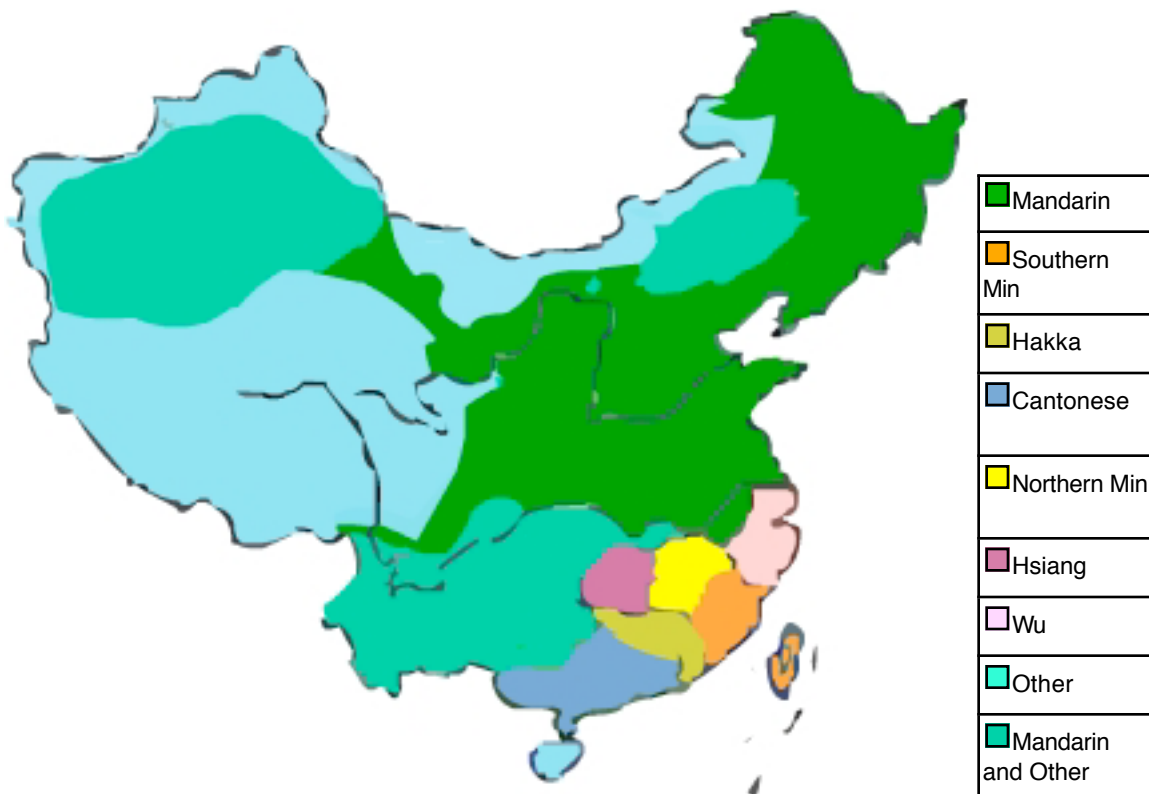 Mandarin
Southern
Min
Hakka
Cantonese
Northern Min
Hsiang
Wu
Other
Mandarin
and Other